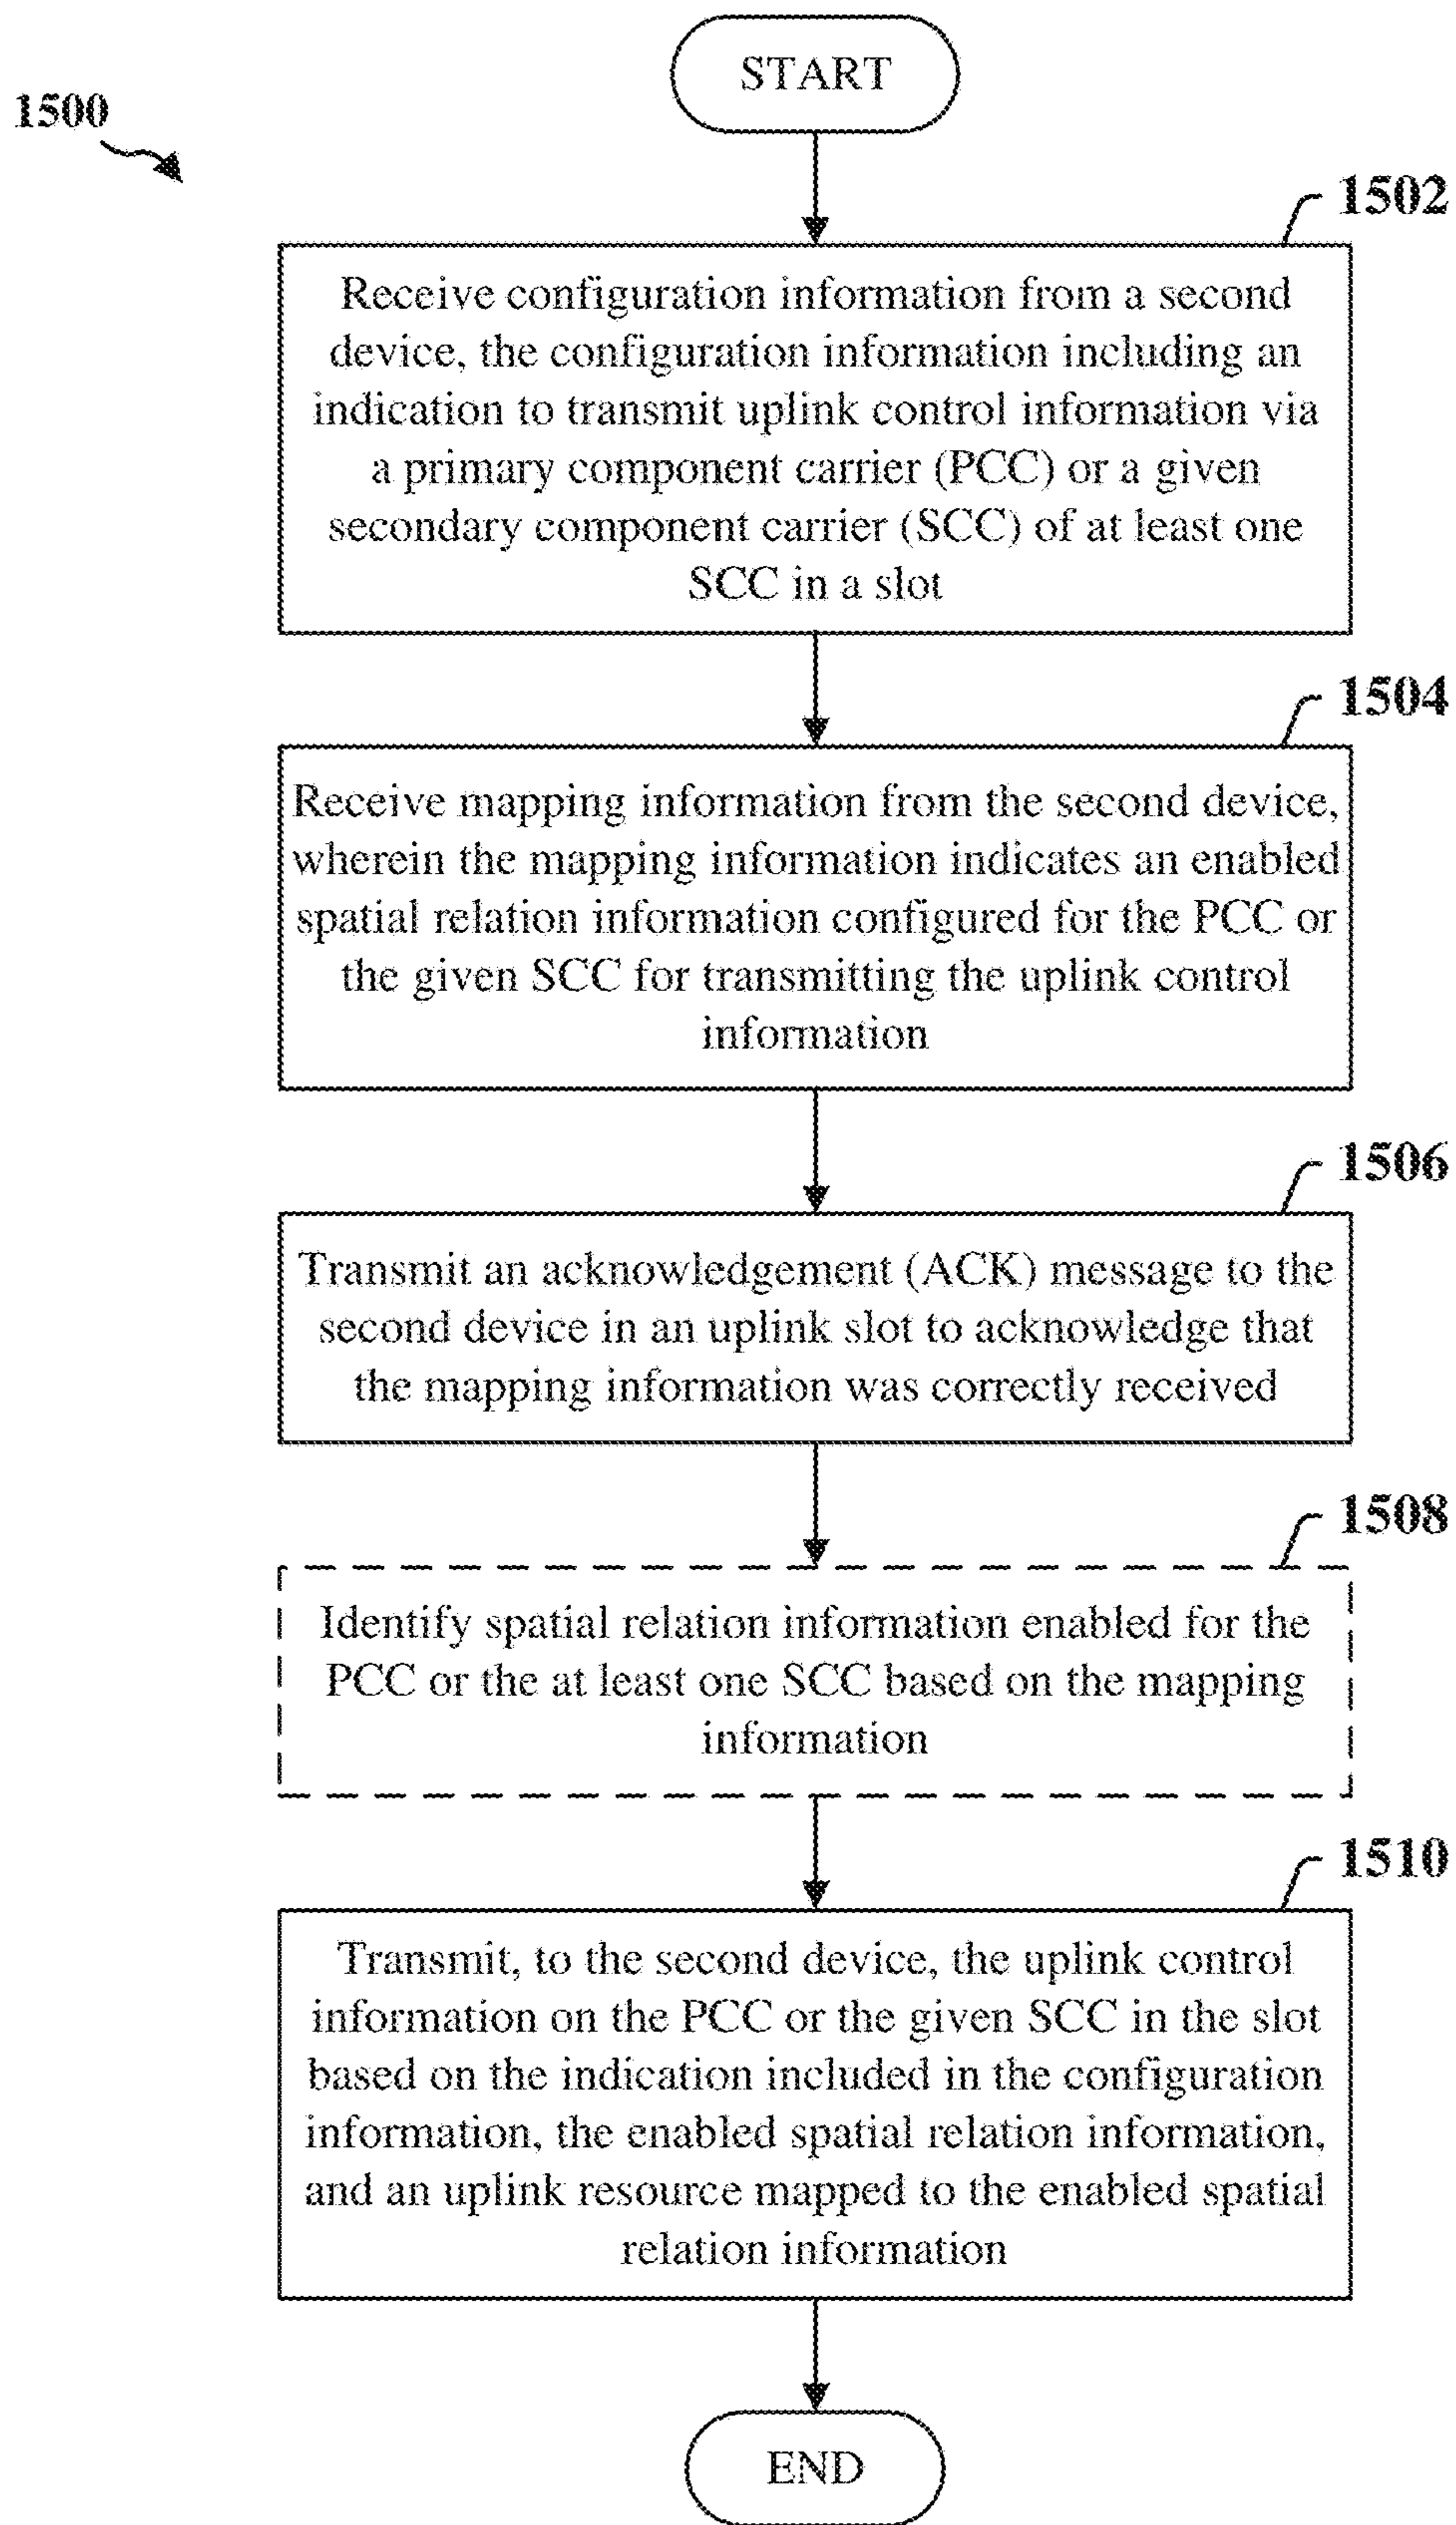 START
1500
1502
Receive configuration information from a second
device, the configuration information including an
indication to transmit uplink control information via
a primary component carrier (PCC) or a given
secondary component carrier (SCC) of at least one
SCC in a slot
1504
Receive mapping information from the second device,
wherein the mapping information indicates an enabled
spatial relation information configured for the PCC or
the given SCC for transmitting the uplink control
information
1506
Transmit an acknowledgement (ACK) message to the
second device in an uplink slot to acknowledge that
the mapping information was correctly received
1508
Identify spatial relation information enabled for the
PCC or the at least one SCC based on the mapping
information
1510
Transmit, to the second device, the uplink control
information on the PCC or the given SCC in the slot
based on the indication included in the configuration
information, the enabled spatial relation information,
and an uplink resource mapped to the enabled spatial
relation information
END